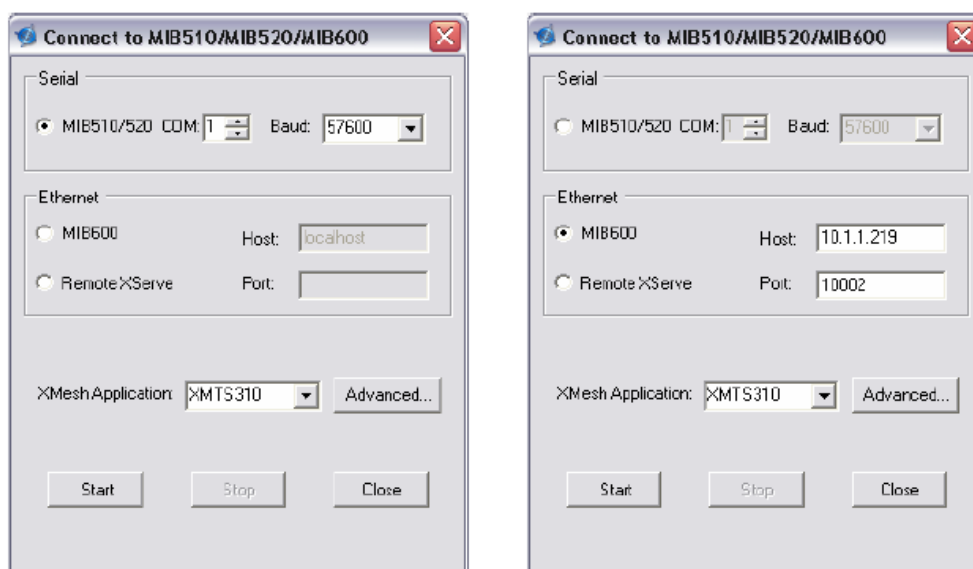 Connect to MIB510/MIB520/MIB600
Serial
MIB510/520 COM: 1 Baud: 57600
Ethernet
MIB600 Host: localhost
Remote XServe Port:
XMesh Application: XMTS310 Advanced...
Start Stop Close
Connect to MIB510/MIB520/MIB600
Serial
MIB510/520 COM: 1 Baud: 57600
Ethernet
MIB600 Host: 10.1.1.219
Remote XServe Port: 10002
XMesh Application: XMTS310 Advanced...
Start Stop Close